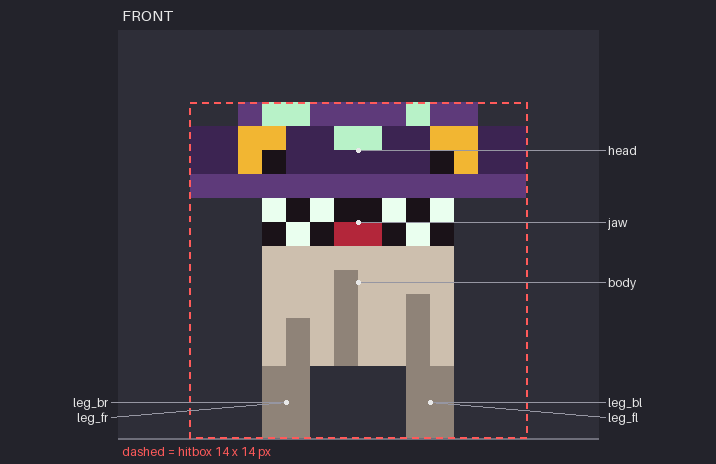 FRONT
head
jaw
body
leg_br
leg_bl
leg_fr
leg_fl
dashed = hitbox 14 x 14 px